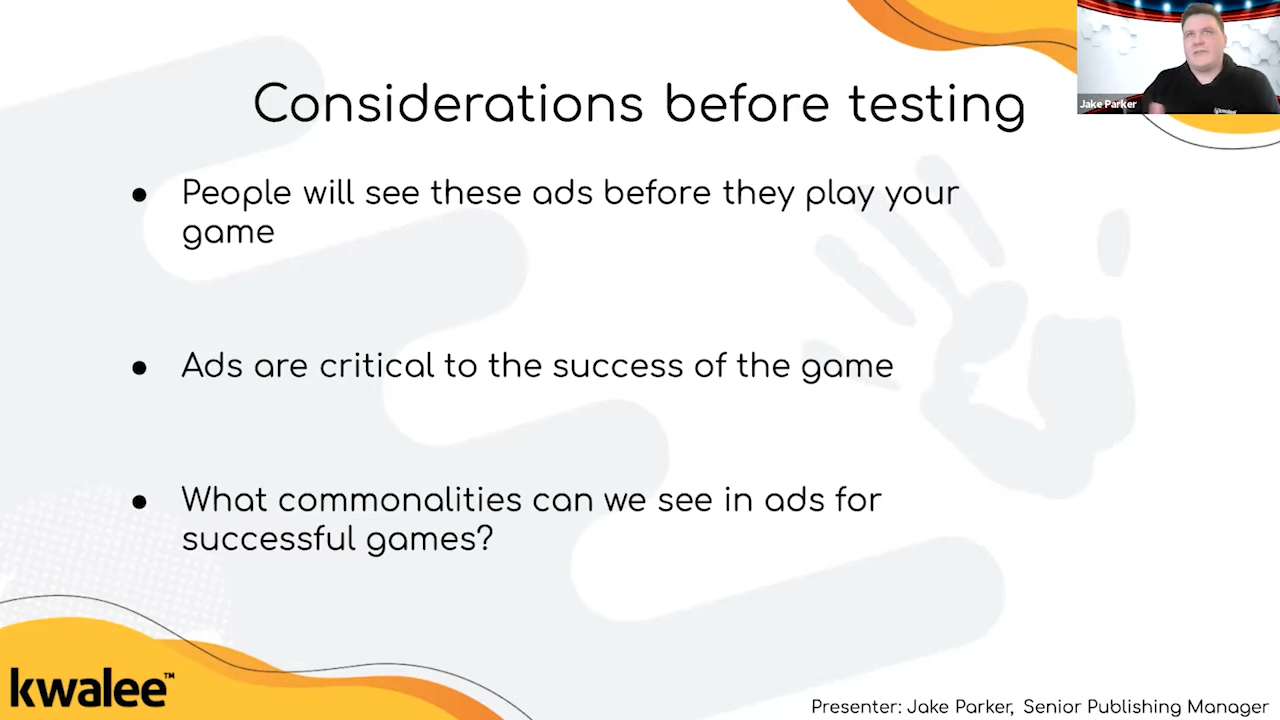 Considerations before testing
Jake Parker
● People will see these ads before they play your
game
● Ads are critical to the success of the game
● What commonalities can we see in ads for
successful games?
kwalee™
Presenter: Jake Parker, Senior Publishing Manager